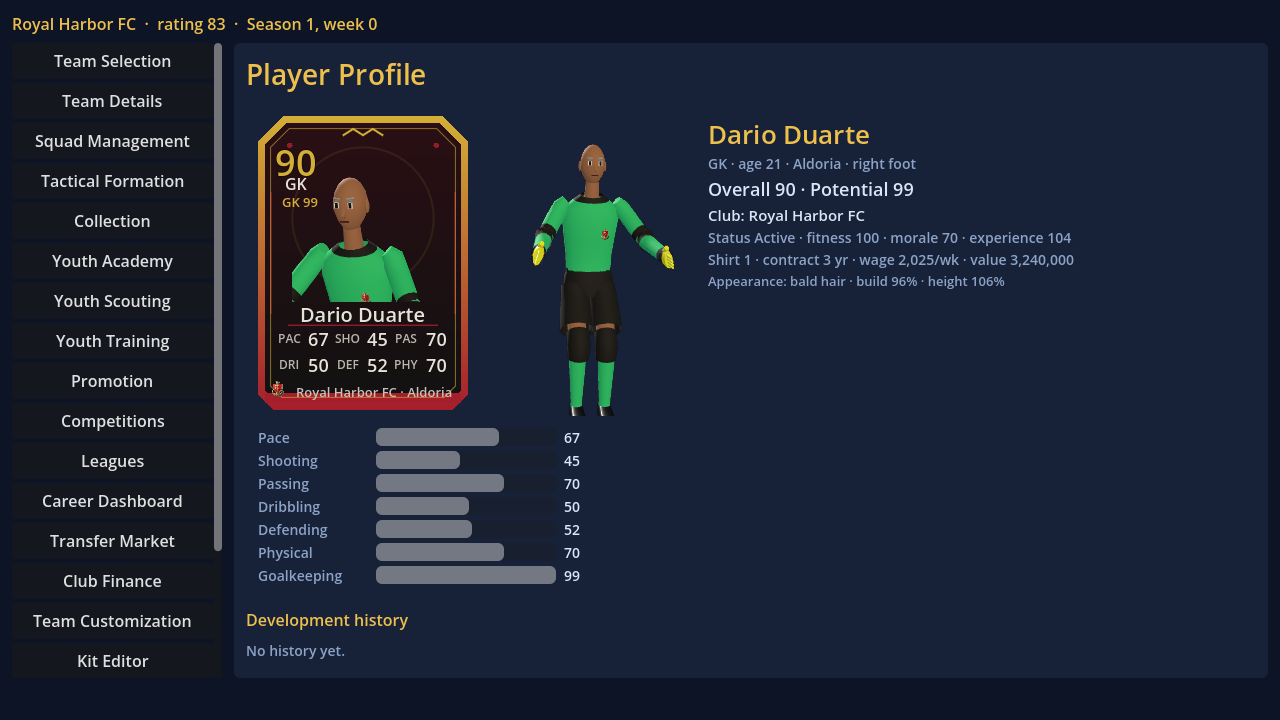 Royal Harbor FC · rating 83 · Season 1, week 0
Team Selection
Team Details
Squad Management
Tactical Formation
Collection
Youth Academy
Youth Scouting
Youth Training
Promotion
Competitions
Leagues
Career Dashboard
Transfer Market
Club Finance
Team Customization
Kit Editor
Player Profile
90
GK
GK 99
Dario Duarte
PAC 67 SHO 45 PAS 70
DRI 50 DEF 52 PHY 70
Royal Harbor FC · Aldoria
Dario Duarte
GK · age 21 · Aldoria · right foot
Overall 90 · Potential 99
Club: Royal Harbor FC
Status Active · fitness 100 · morale 70 · experience 104
Shirt 1 · contract 3 yr · wage 2,025/wk · value 3,240,000
Appearance: bald hair · build 96% · height 106%
Pace 67
Shooting 45
Passing 70
Dribbling 50
Defending 52
Physical 70
Goalkeeping 99
Development history
No history yet.